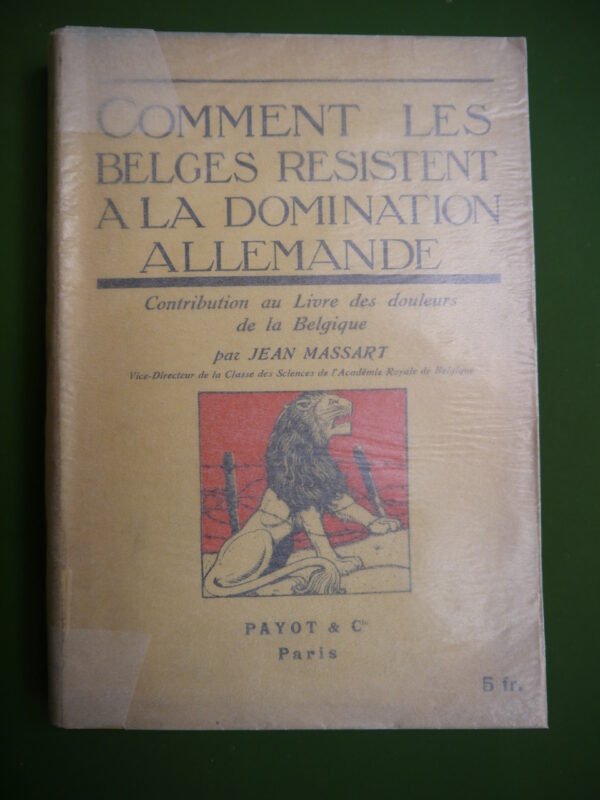 COMMENT LES
BELGES RESISTENT
A LA DOMINATION
ALLEMANDE
Contribution au Livre des douleurs
de la Belgique
par JEAN MASSART
Vice-Directeur de la Classe des Sciences de l'Académie Royale de Belgique
PAYOT & Cie
Paris
5 fr.